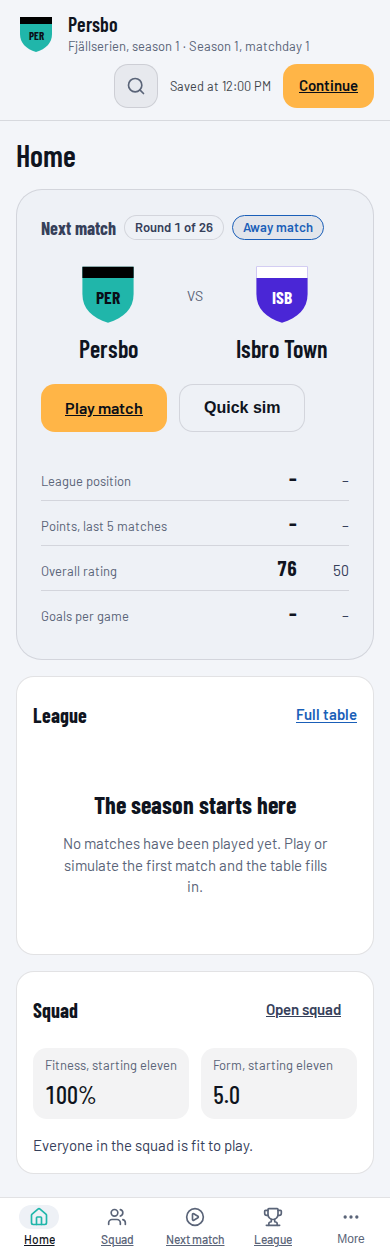 PER
Persbo
Fjällserien, season 1 · Season 1, matchday 1
Saved at 12:00 PM
Continue
Home
Next match
Round 1 of 26
Away match
PER
VS
ISB
Persbo
Isbro Town
Play match
Quick sim
League position - –
Points, last 5 matches - –
Overall rating 76 50
Goals per game - –
League
Full table
The season starts here
No matches have been played yet. Play or
simulate the first match and the table fills
in.
Squad
Open squad
Fitness, starting eleven
100%
Form, starting eleven
5.0
Everyone in the squad is fit to play.
Home
Squad
Next match
League
More